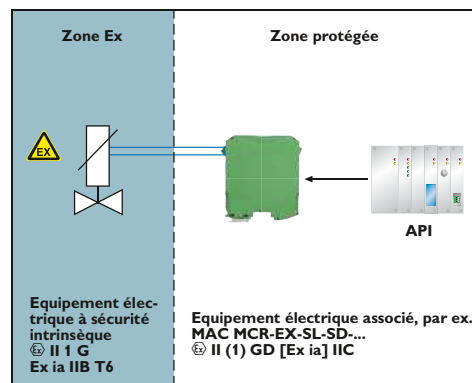 Zone Ex
Zone protégée
EX
API
Equipement élec-
trique à sécurité
intrinsèque
Ex II 1 G
Ex ia IIB T6
Equipement électrique associé, par ex.
MAC MCR-EX-SL-SD-...
Ex II (1) GD [Ex ia] IIC